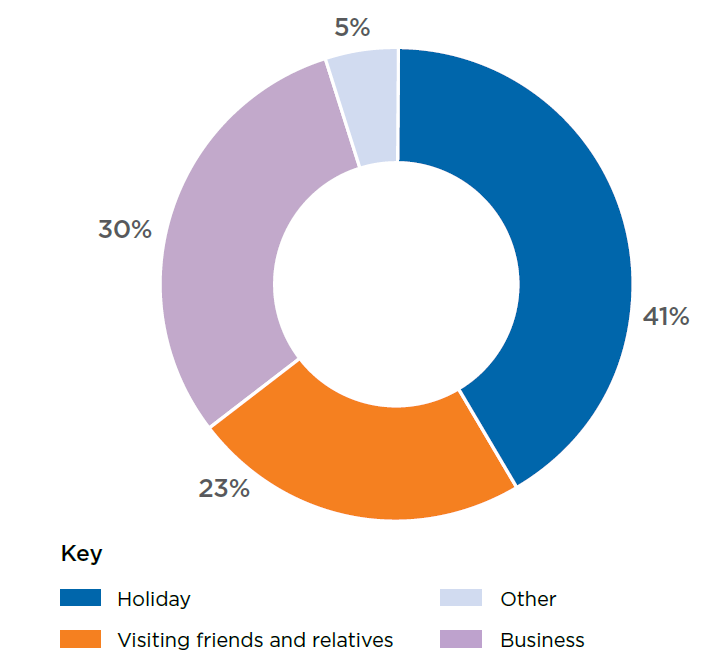 5%
30%
41%
23%
Key
Holiday
Other
Visiting friends and relatives
Business